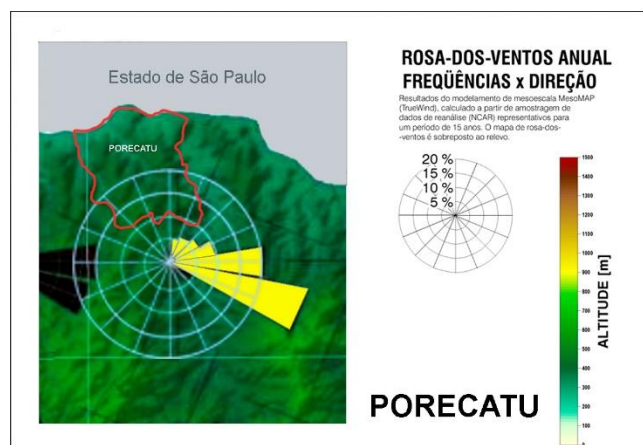 Estado de São Paulo
PORECATU
ROSA-DOS-VENTOS ANUAL
FREQÜÊNCIAS x DIREÇÃO
Resultados do modelamento de mesoescala MesoMAP
(TrueWind), calculado a partir de amostragem de
dados de reanálise (NCAR) representativos para
um período de 15 anos. O mapa de rosa-dos-
-ventos é sobreposto ao relevo.
20 %
15 %
10 %
5 %
1500
1400
1300
1200
1100
1000
900
800
700
600
500
400
300
200
100
0
ALTITUDE [m]
PORECATU